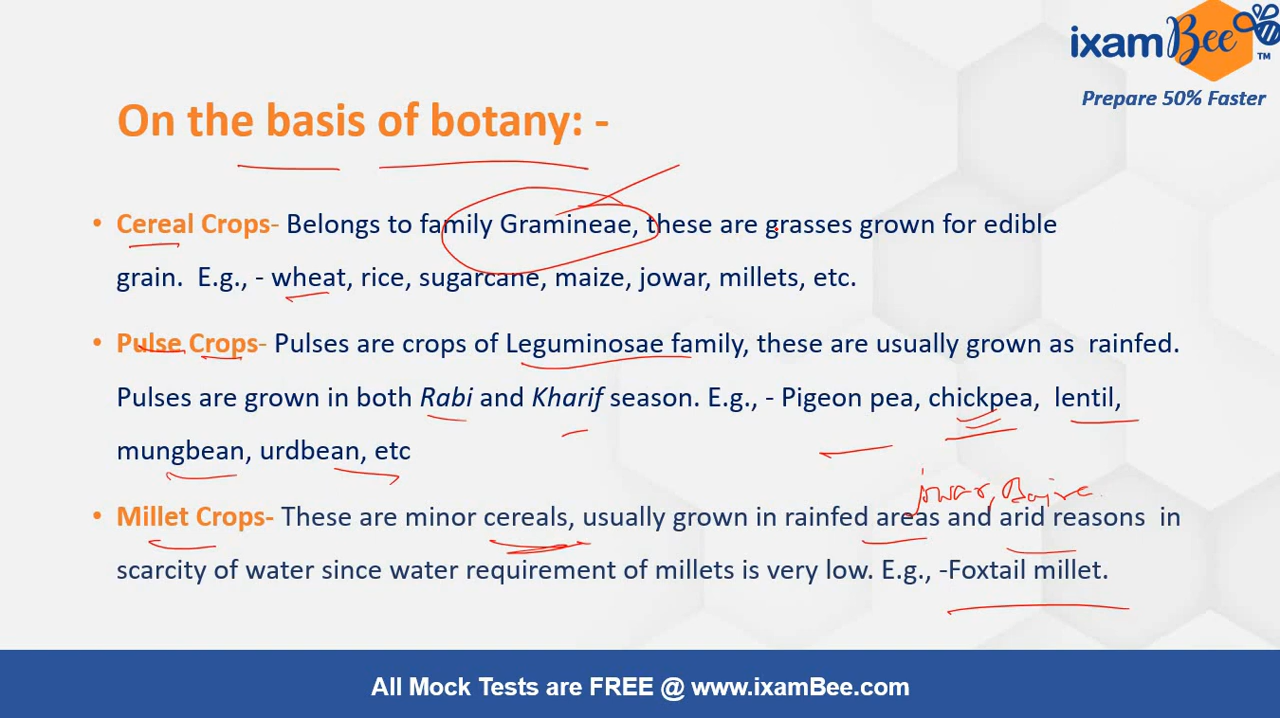 ixamBee™
Prepare 50% Faster
On the basis of botany: -
• Cereal Crops- Belongs to family Gramineae, these are grasses grown for edible
grain. E.g., - wheat, rice, sugarcane, maize, jowar, millets, etc.
• Pulse Crops- Pulses are crops of Leguminosae family, these are usually grown as rainfed.
Pulses are grown in both Rabi and Kharif season. E.g., - Pigeon pea, chickpea, lentil,
mungbean, urdbean, etc
jowar, Bajra
• Millet Crops- These are minor cereals, usually grown in rainfed areas and arid reasons in
scarcity of water since water requirement of millets is very low. E.g., -Foxtail millet.
All Mock Tests are FREE @ www.ixamBee.com